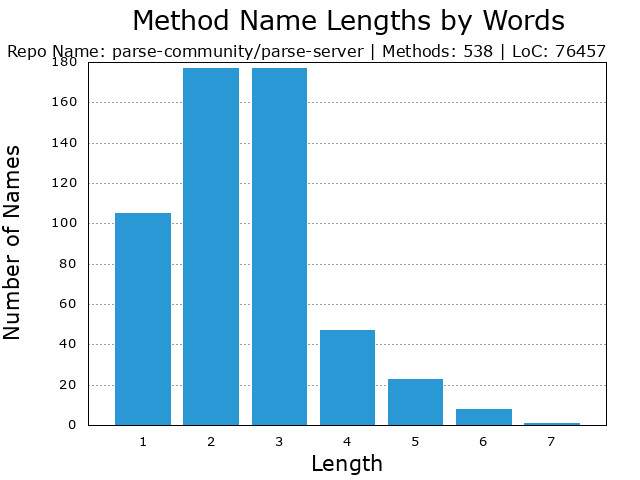 Method Name Lengths by Words
Repo Name: parse-community/parse-server | Methods: 538 | LoC: 76457
Number of Names
180
160
140
120
100
80
60
40
20
0
1 2 3 4 5 6 7
Length